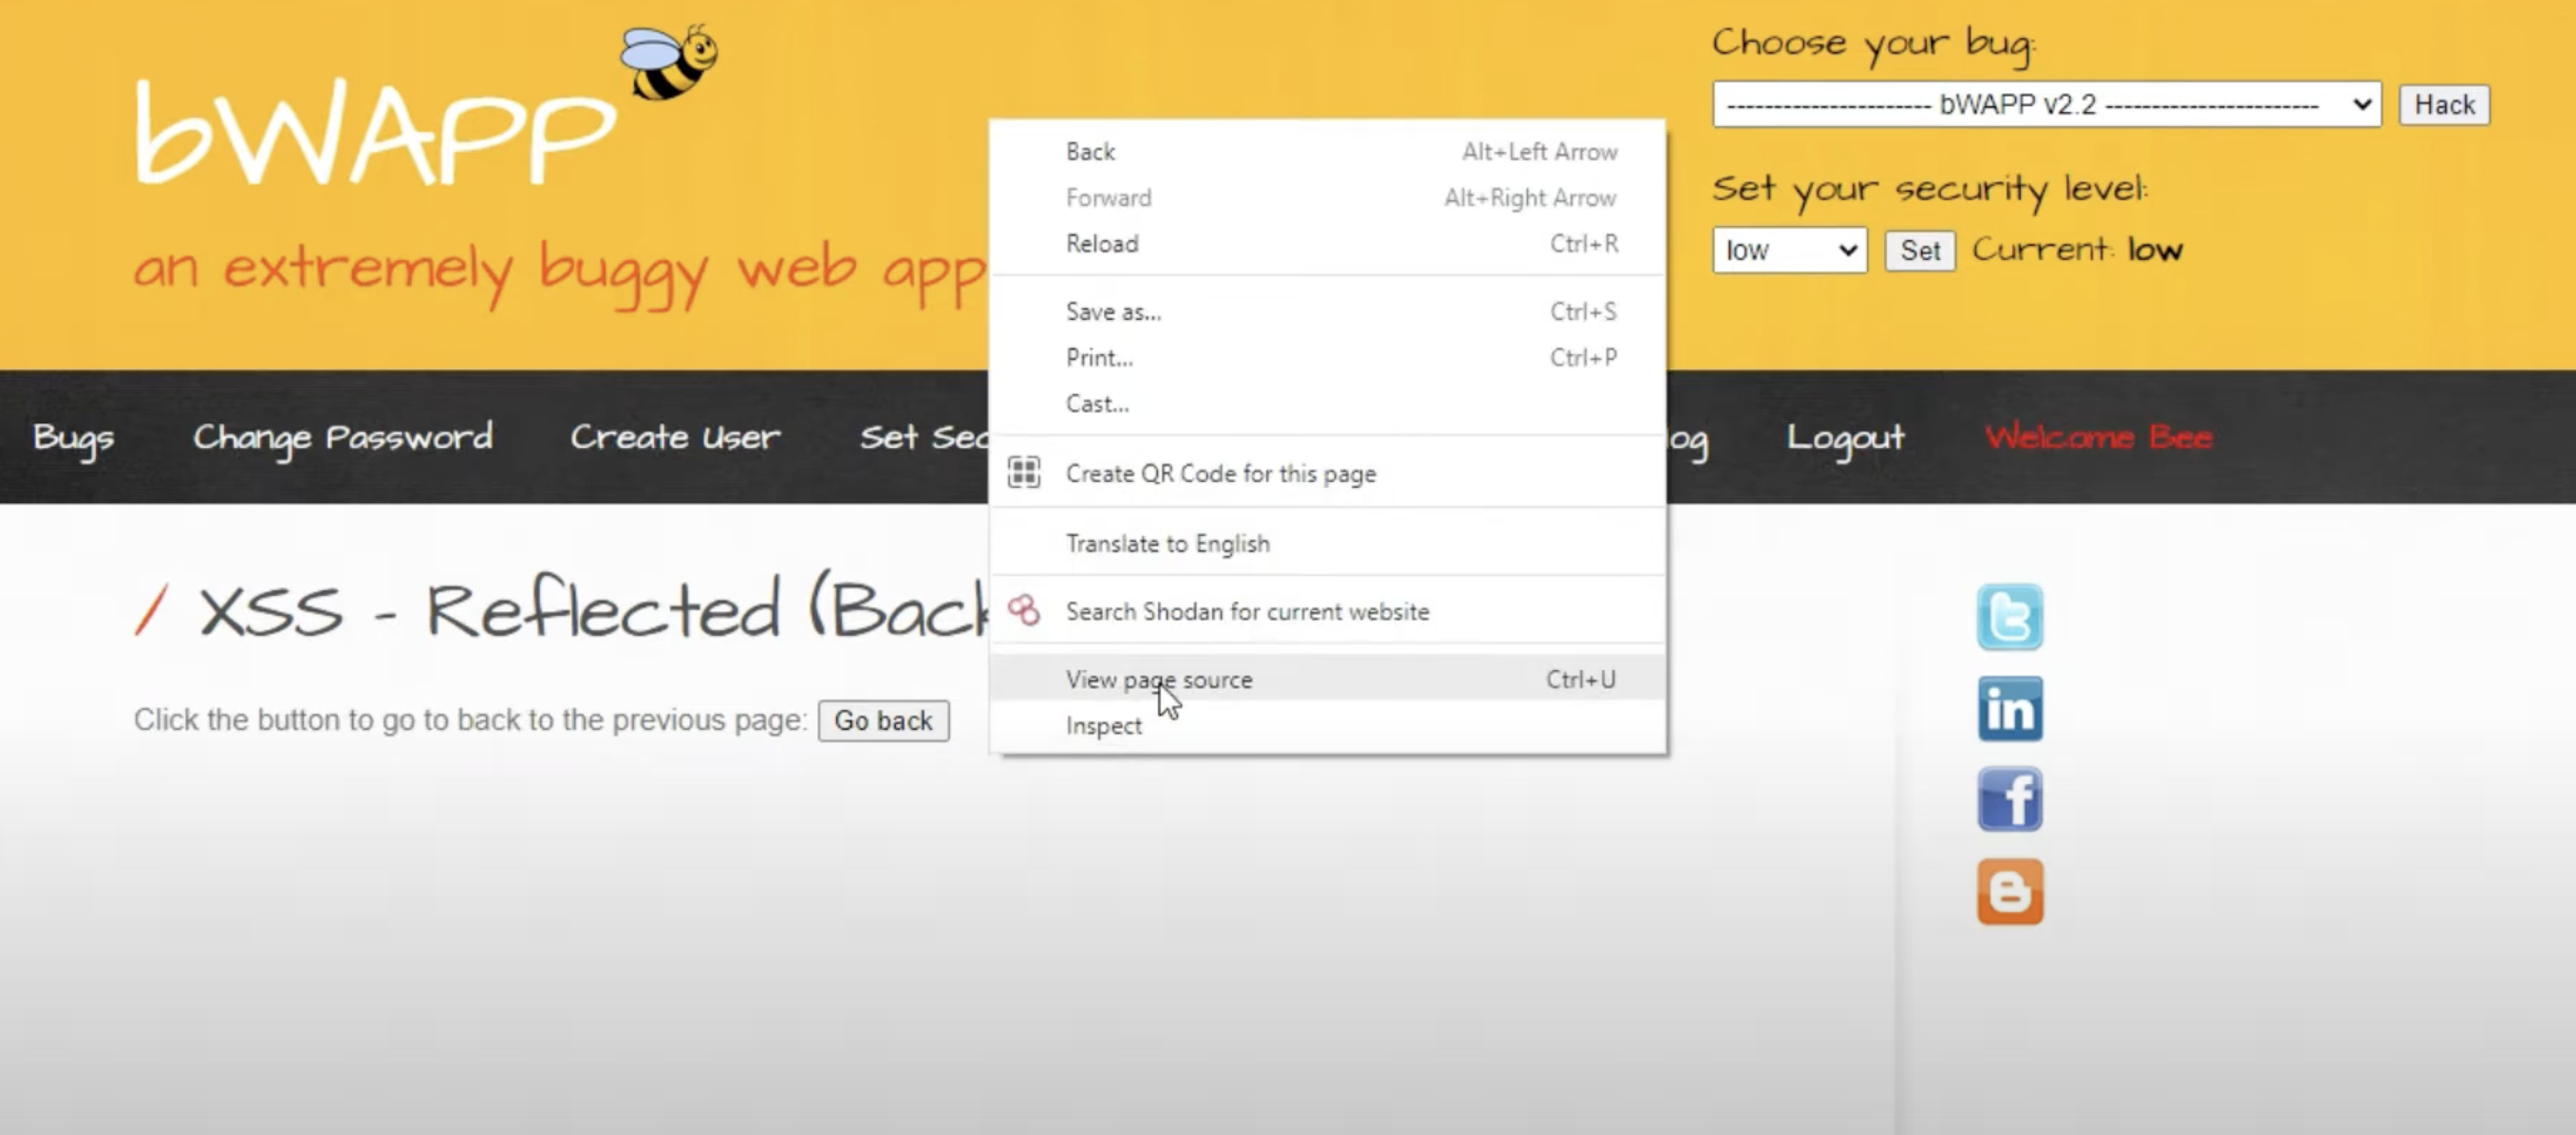 bWAPP
an extremely buggy web app
Choose your bug:
---------------------- bWAPP v2.2 -----------------------
Hack
Set your security level:
low
Set
Current: low
Back Alt+Left Arrow
Forward Alt+Right Arrow
Reload Ctrl+R
Save as... Ctrl+S
Print... Ctrl+P
Cast...
Create QR Code for this page
Translate to English
Search Shodan for current website
View page source Ctrl+U
Inspect
Bugs Change Password Create User Set Sec og Logout Welcome Bee
/ XSS - Reflected (Back
Click the button to go to back to the previous page: Go back